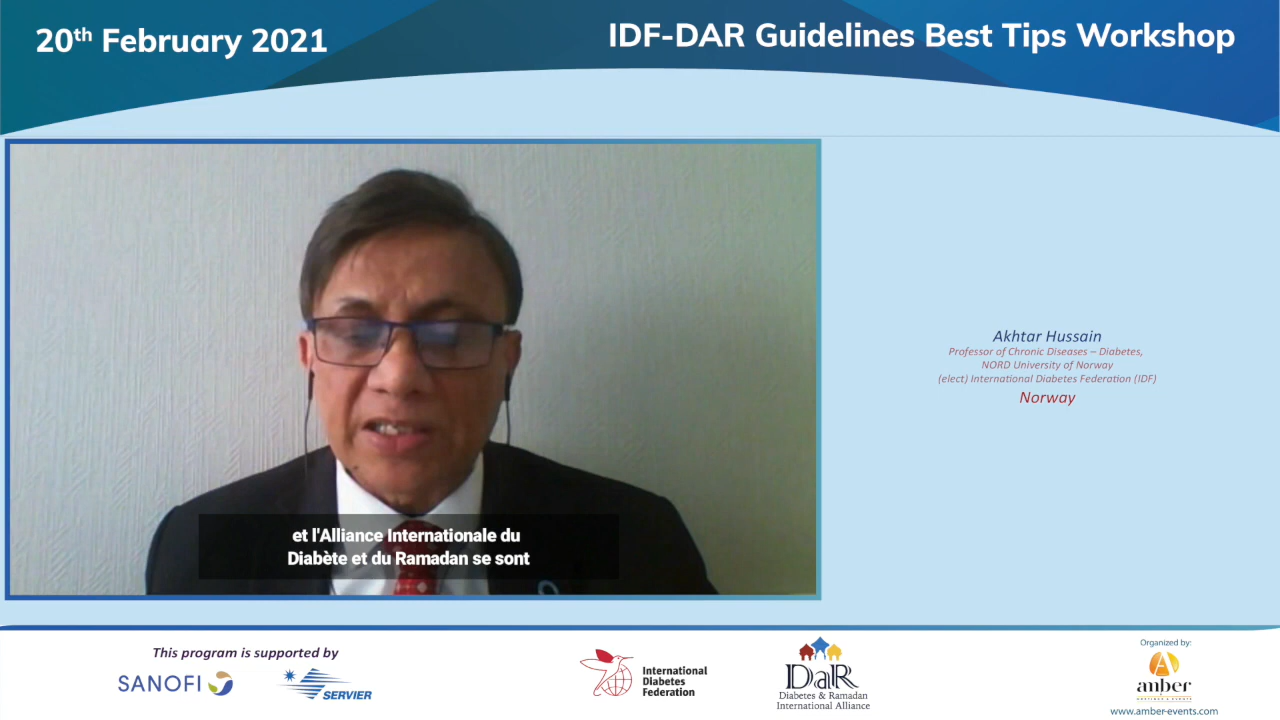 20th February 2021
IDF-DAR Guidelines Best Tips Workshop
Akhtar Hussain
Professor of Chronic Diseases – Diabetes,
NORD University of Norway
(elect) International Diabetes Federation (IDF)
Norway
et l'Alliance Internationale du
Diabète et du Ramadan se sont
This program is supported by
SANOFI
SERVIER
International
Diabetes
Federation
DaR
Diabetes & Ramadan
International Alliance
Organized by:
anber
www.amber-events.com